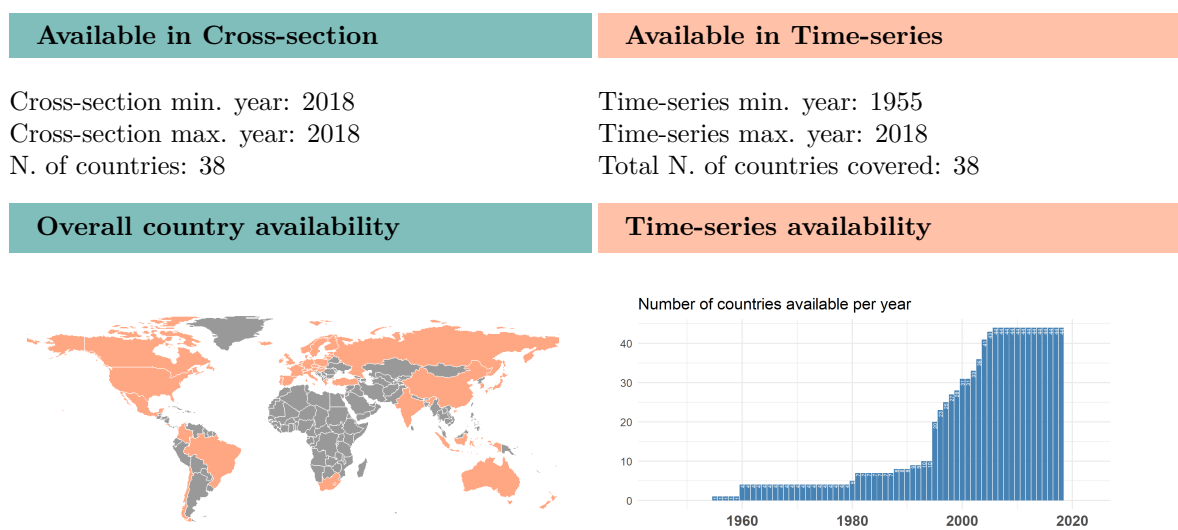 Available in Cross-section
Available in Time-series
Cross-section min. year: 2018
Cross-section max. year: 2018
N. of countries: 38
Time-series min. year: 1955
Time-series max. year: 2018
Total N. of countries covered: 38
Overall country availability
Time-series availability
Number of countries available per year
40
30
20
10
0
1960
1980
2000
2020